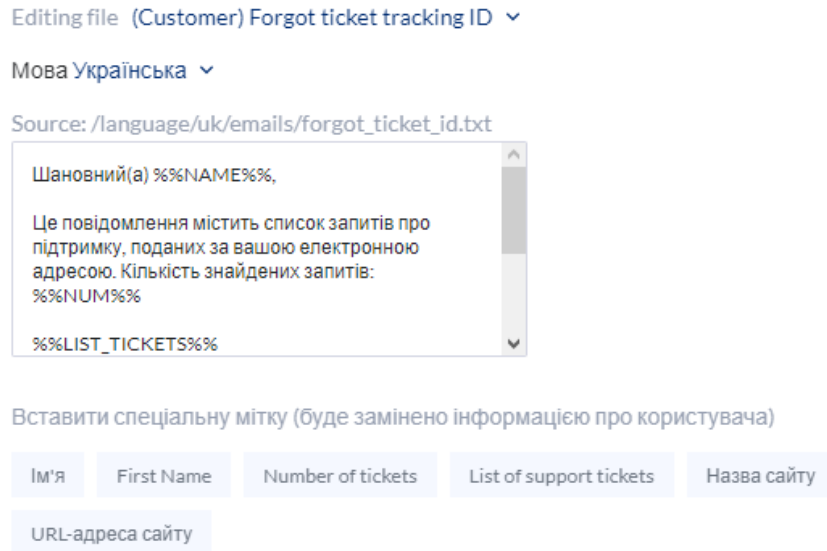 Editing file (Customer) Forgot ticket tracking ID
Мова Українська
Source: /language/uk/emails/forgot_ticket_id.txt
Шановний(а) %%NAME%%,
Це повідомлення містить список запитів про
підтримку, поданих за вашою електронною
адресою. Кількість знайдених запитів:
%%NUM%%
%%LIST_TICKETS%%
Вставити спеціальну мітку (буде замінено інформацією про користувача)
Ім'я First Name Number of tickets List of support tickets Назва сайту
URL-адреса сайту